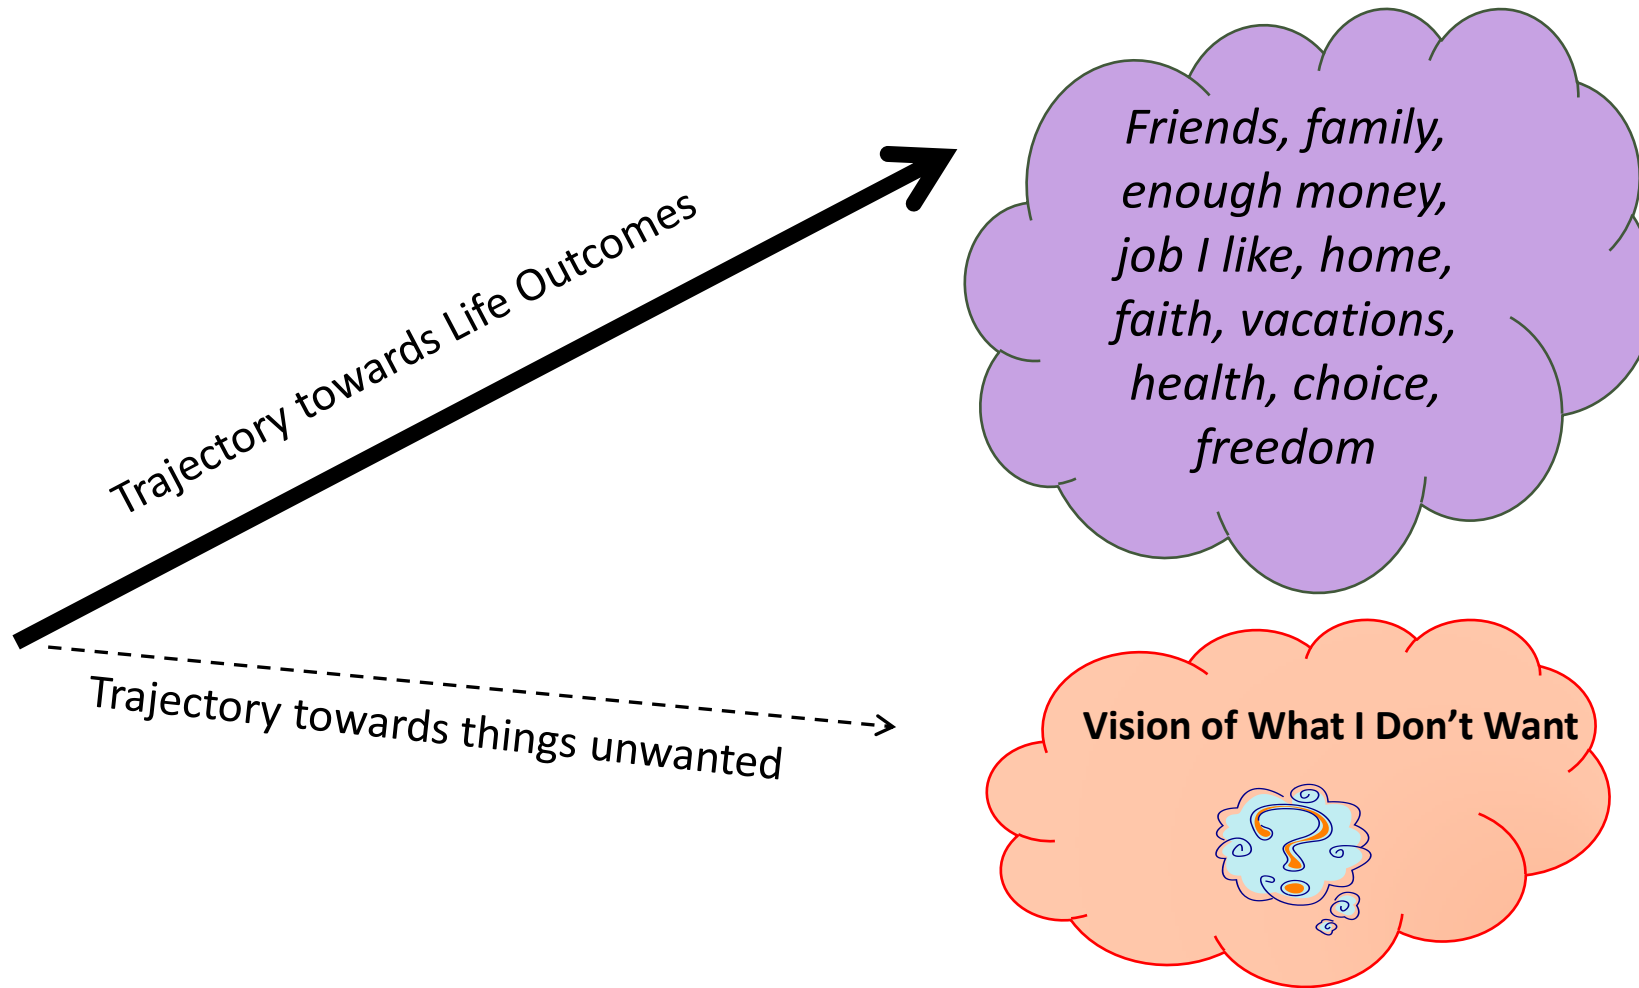 Friends, family,
enough money,
job I like, home,
faith, vacations,
health, choice,
freedom
Trajectory towards Life Outcomes
Trajectory towards things unwanted
Vision of What I Don’t Want
?